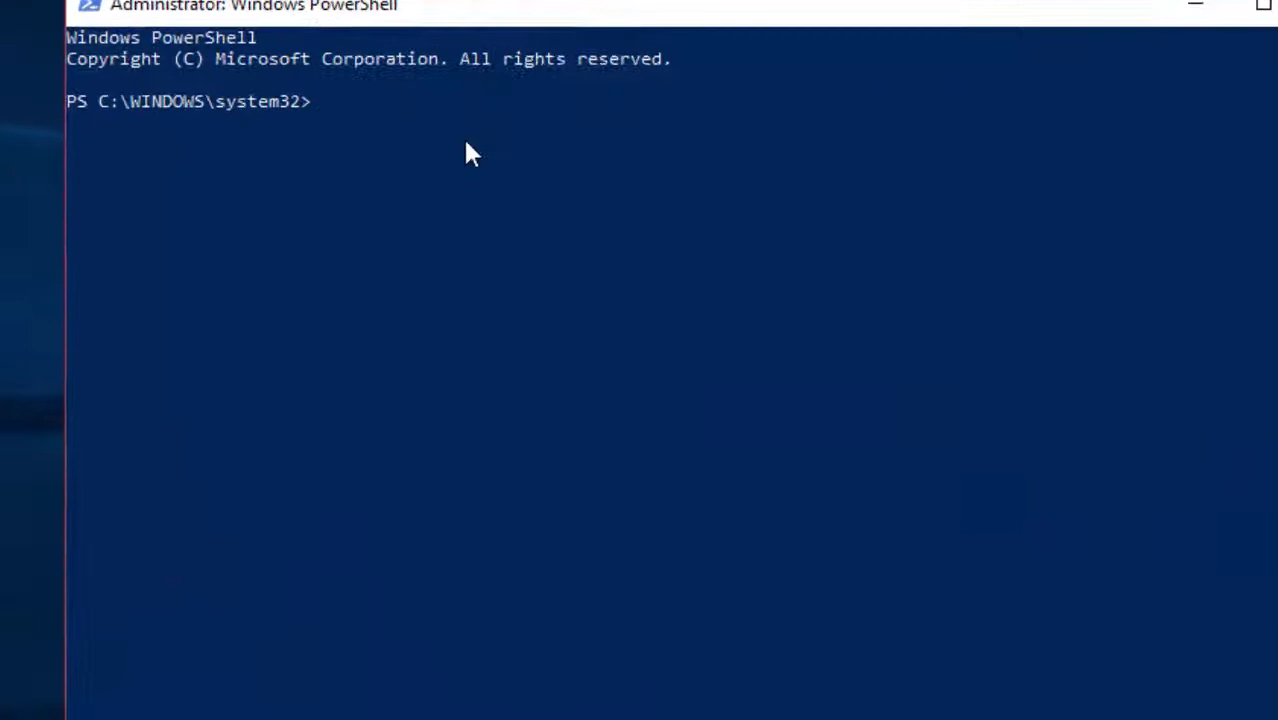 Administrator: Windows PowerShell
Windows PowerShell
Copyright (C) Microsoft Corporation. All rights reserved.
PS C:\WINDOWS\system32>